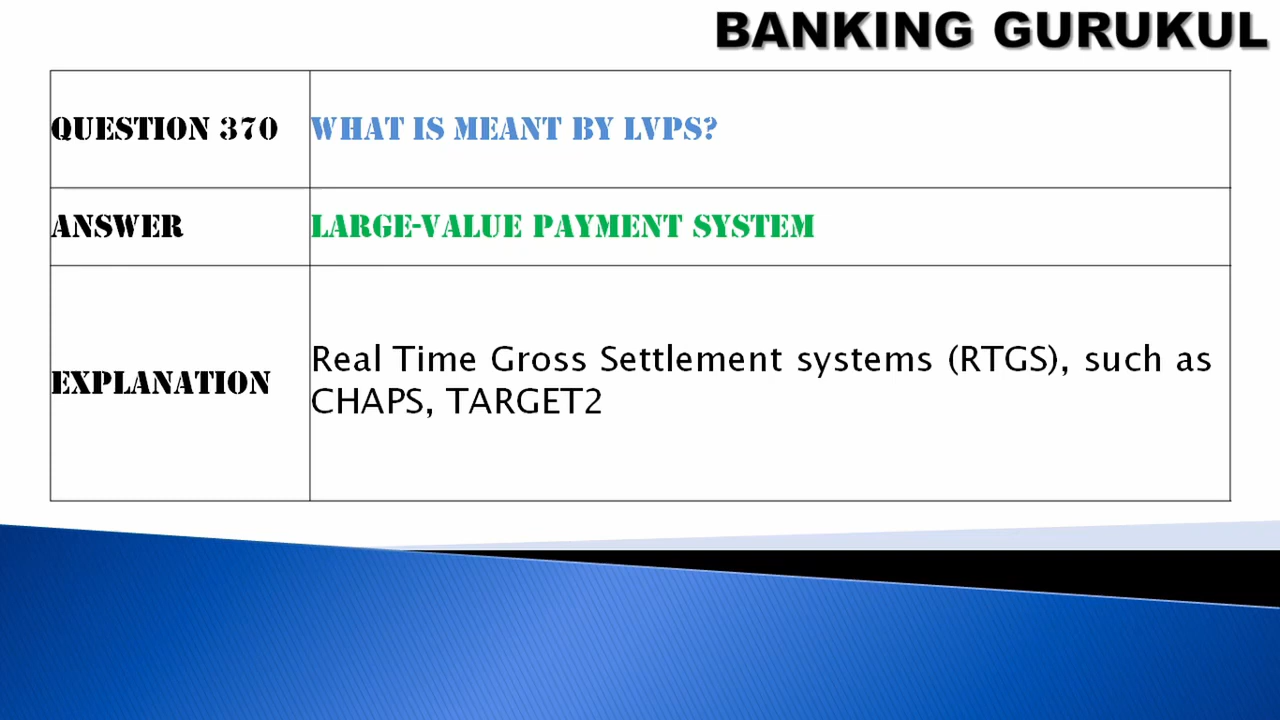 BANKING GURUKUL
QUESTION 370
WHAT IS MEANT BY LVPS?
ANSWER
LARGE-VALUE PAYMENT SYSTEM
EXPLANATION
Real Time Gross Settlement systems (RTGS), such as
CHAPS, TARGET2